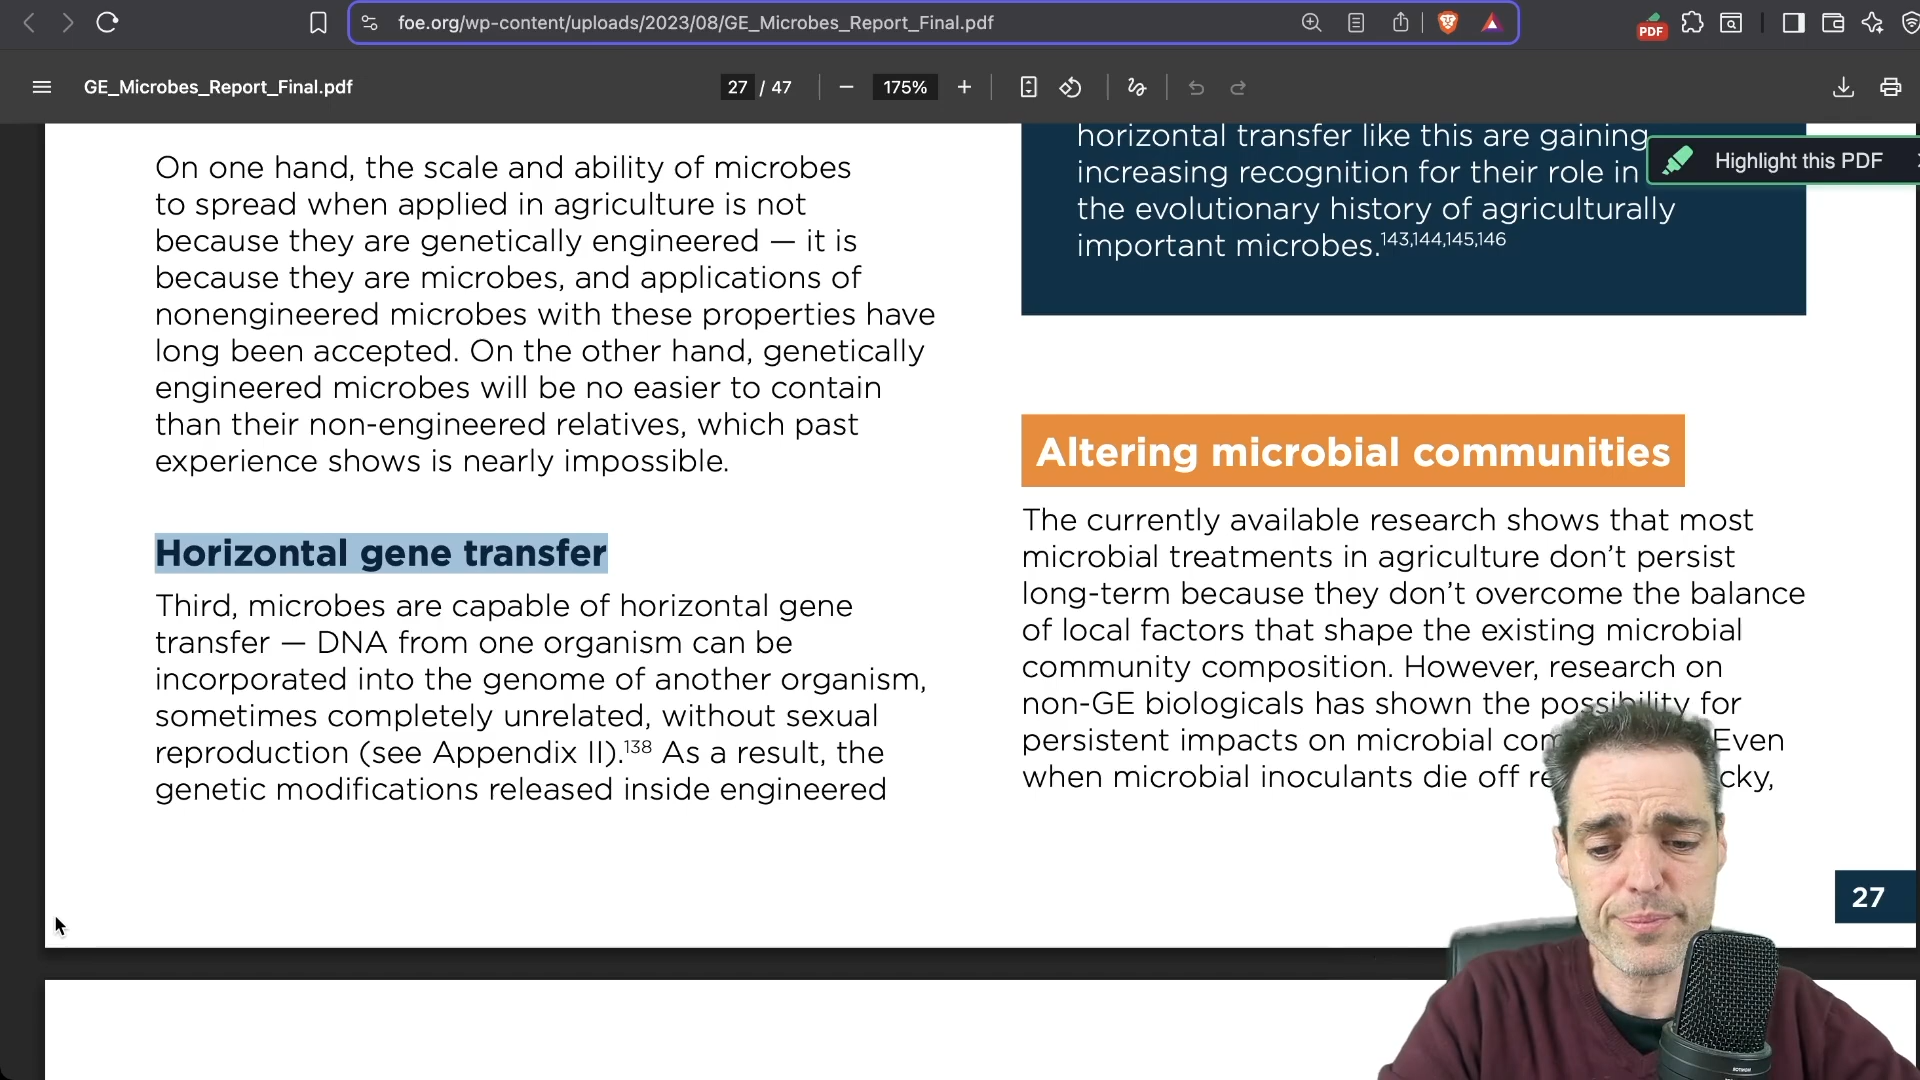 foe.org/wp-content/uploads/2023/08/GE_Microbes_Report_Final.pdf
PDF
GE_Microbes_Report_Final.pdf
27 / 47
175%
Highlight this PDF
On one hand, the scale and ability of microbes
to spread when applied in agriculture is not
because they are genetically engineered — it is
because they are microbes, and applications of
nonengineered microbes with these properties have
long been accepted. On the other hand, genetically
engineered microbes will be no easier to contain
than their non-engineered relatives, which past
experience shows is nearly impossible.
Horizontal gene transfer
Third, microbes are capable of horizontal gene
transfer — DNA from one organism can be
incorporated into the genome of another organism,
sometimes completely unrelated, without sexual
reproduction (see Appendix II).138 As a result, the
genetic modifications released inside engineered
horizontal transfer like this are gaining
increasing recognition for their role in
the evolutionary history of agriculturally
important microbes.143,144,145,146
Altering microbial communities
The currently available research shows that most
microbial treatments in agriculture don't persist
long-term because they don't overcome the balance
of local factors that shape the existing microbial
community composition. However, research on
non-GE biologicals has shown the possibility for
persistent impacts on microbial Even
when microbial inoculants die off
27